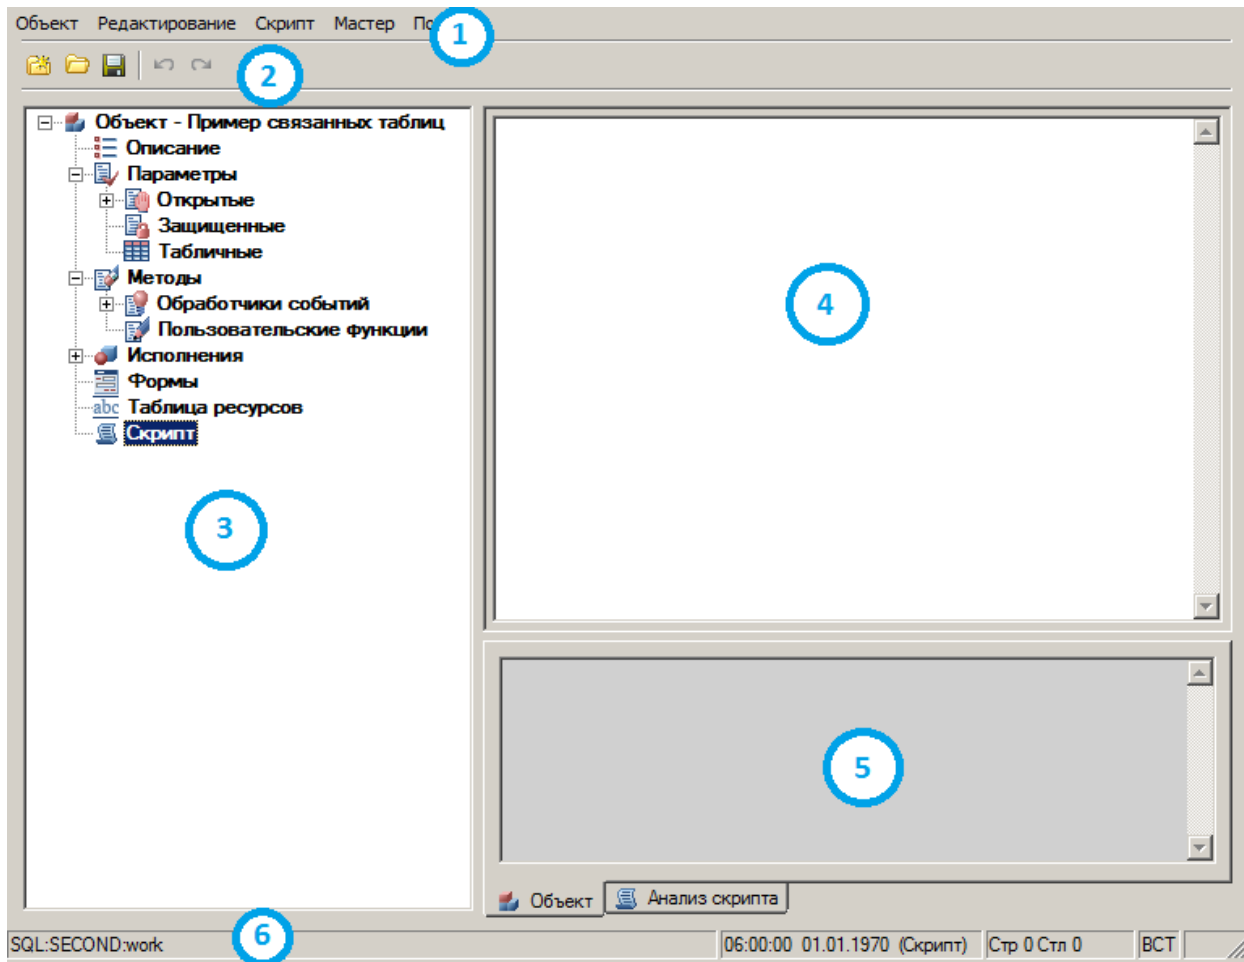 Объект Редактирование Скрипт Мастер
1
2
Объект - Пример связанных таблиц
Описание
Параметры
Открытые
Защищенные
Табличные
Методы
Обработчики событий
Пользовательские функции
Исполнения
Формы
abc Таблица ресурсов
Скрипт
3
4
5
Объект Анализ скрипта
6
SQL:SECOND:work 06:00:00 01.01.1970 (Скрипт) Стр 0 Стл 0 ВСТ